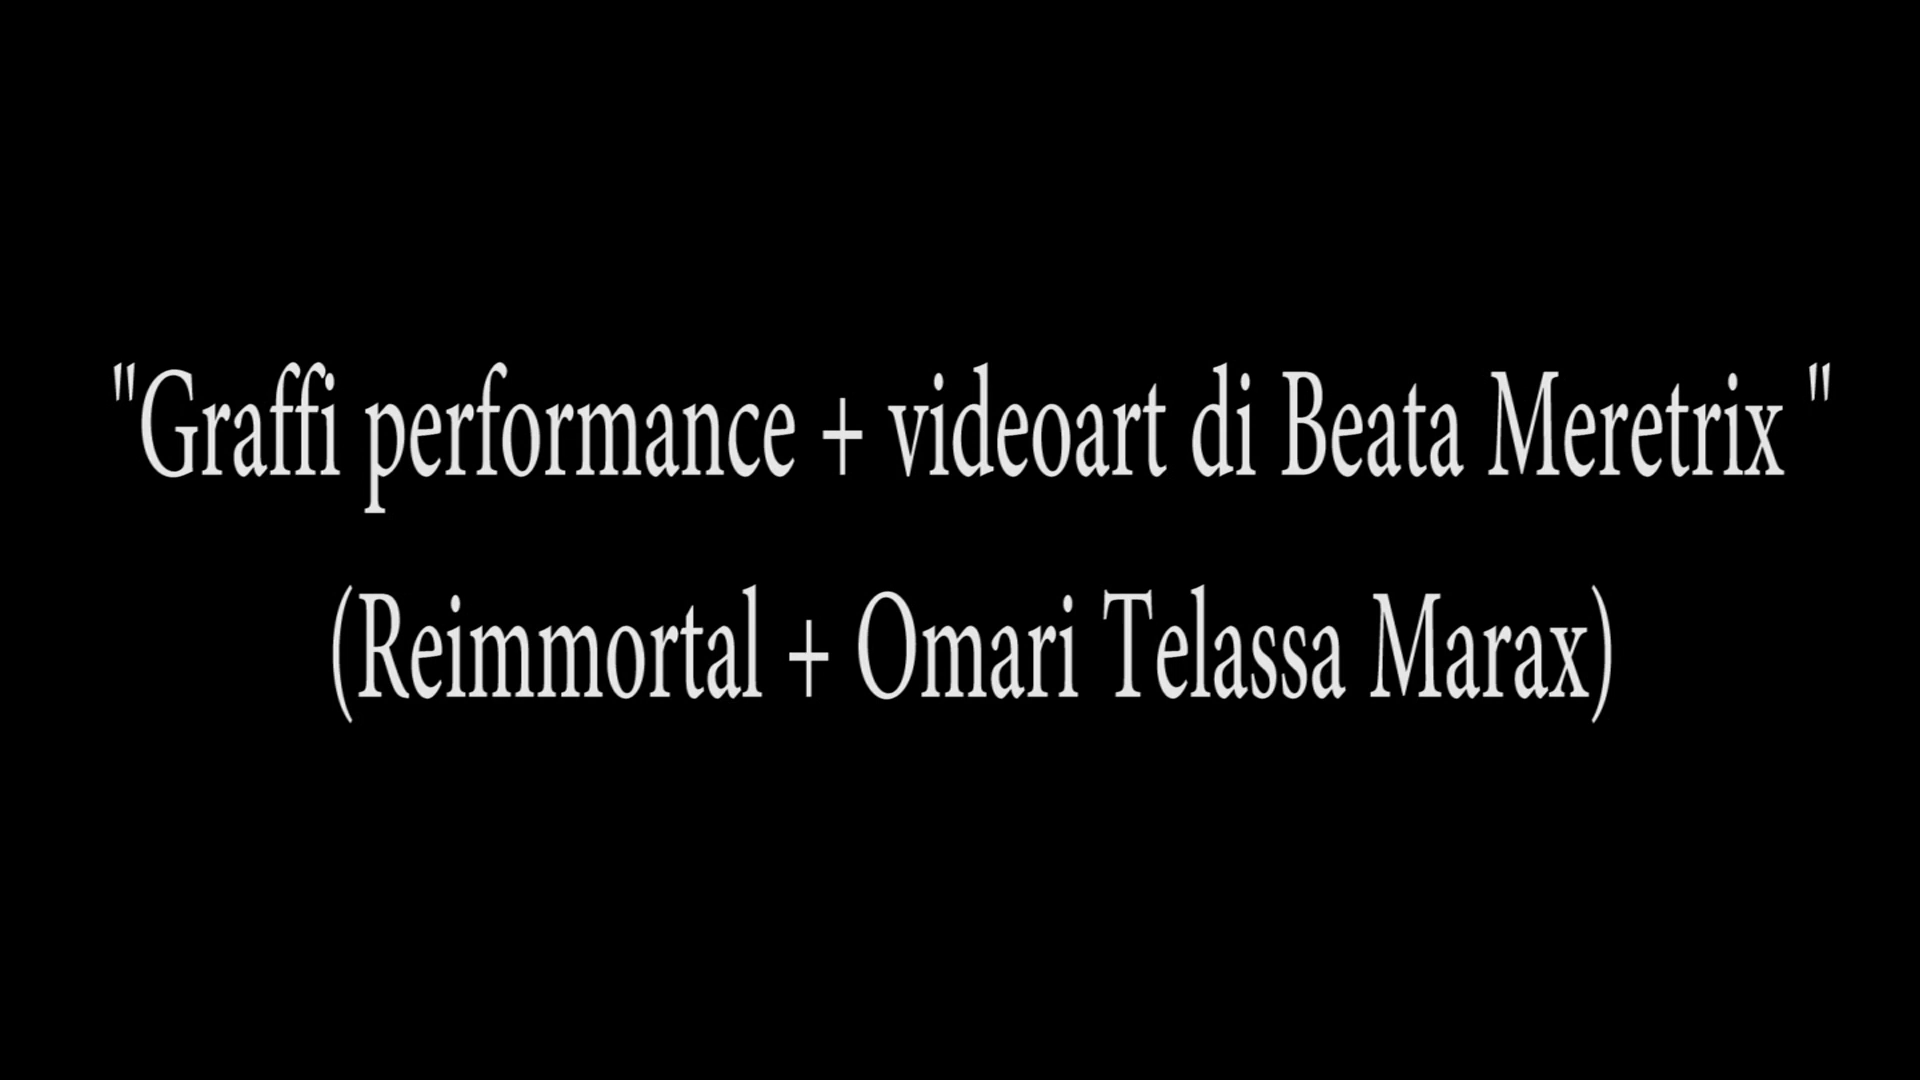 "Graffi performance + videoart di Beata Meretrix "
(Reimmortal + Omari Telassa Marax)